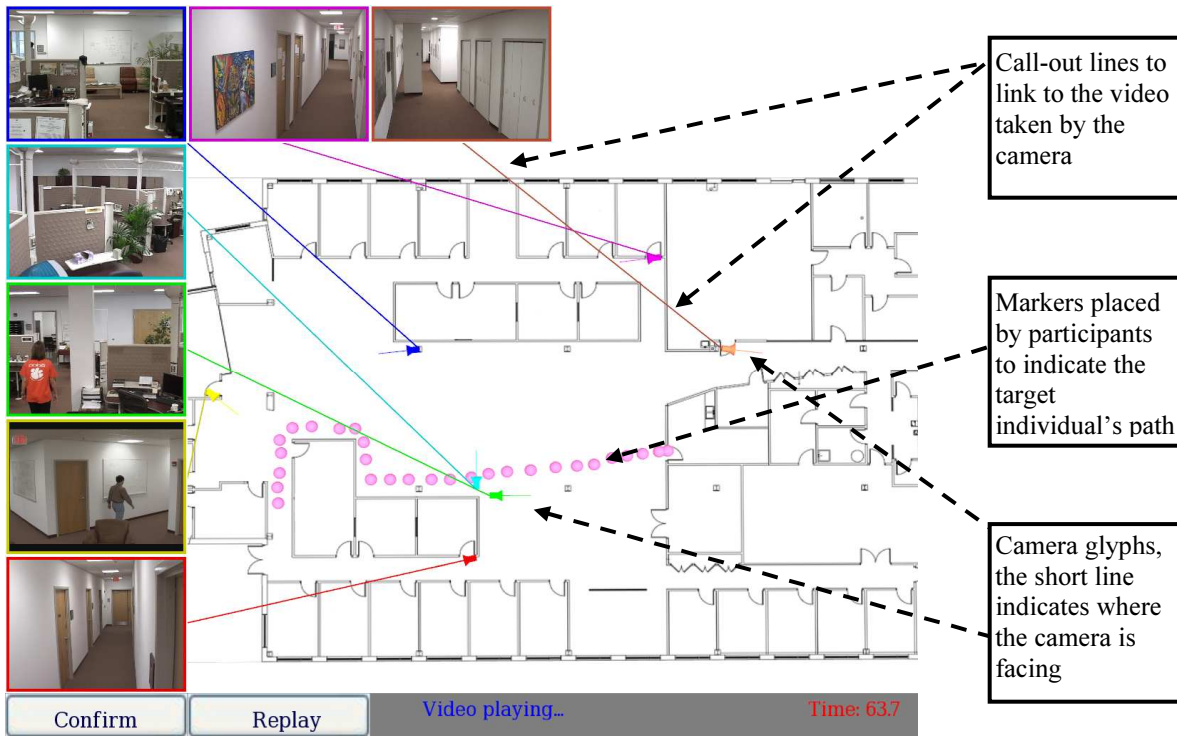 Call-out lines to
link to the video
taken by the
camera
Markers placed
by participants
to indicate the
target
individual's path
Camera glyphs,
the short line
indicates where
the camera is
facing
Confirm
Replay
Video playing...
Time: 63.7